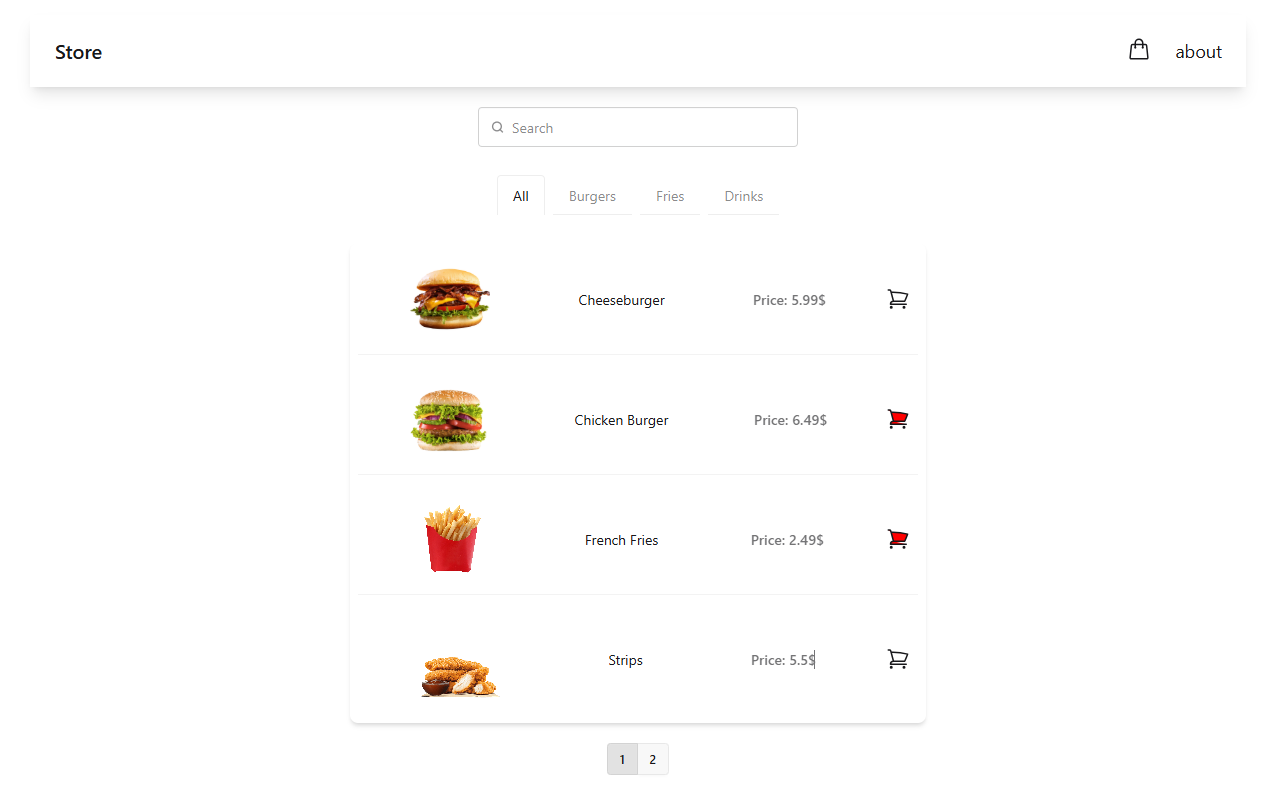 Store about
Search
All Burgers Fries Drinks
Cheeseburger Price: 5.99$
Chicken Burger Price: 6.49$
French Fries Price: 2.49$
Strips Price: 5.5$
1 2